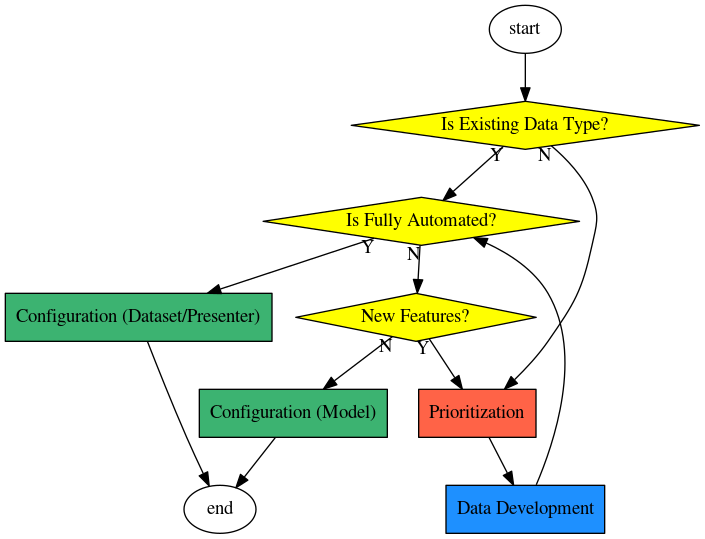 start
Is Existing Data Type?
Y
N
Is Fully Automated?
Y
N
Configuration (Dataset/Presenter)
New Features?
N
Y
Configuration (Model)
Prioritization
end
Data Development